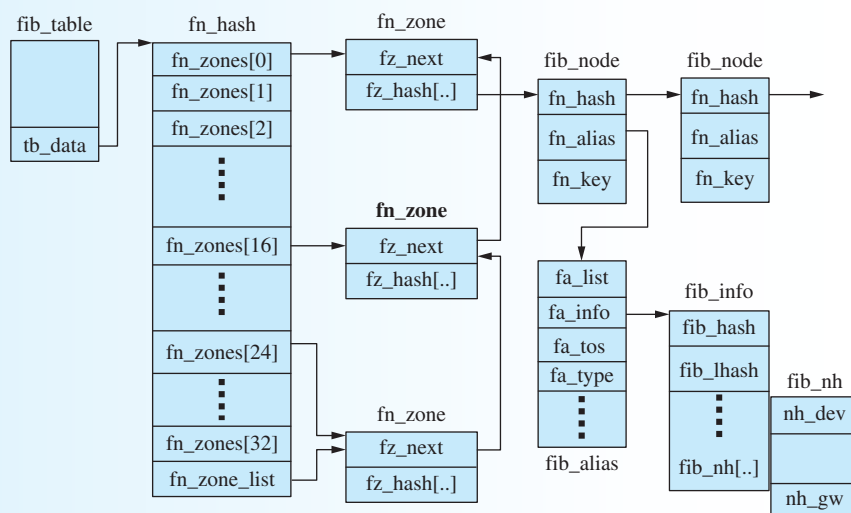 fib_table
tb_data
fn_hash
fn_zones[0]
fn_zones[1]
fn_zones[2]
fn_zones[16]
fn_zones[24]
fn_zones[32]
fn_zone_list
fn_zone
fz_next
fz_hash[..]
fn_zone
fz_next
fz_hash[..]
fn_zone
fz_next
fz_hash[..]
fib_node
fn_hash
fn_alias
fn_key
fib_node
fn_hash
fn_alias
fn_key
fa_list
fa_info
fa_tos
fa_type
fib_alias
fib_info
fib_hash
fib_lhash
fib_nh[..]
fib_nh
nh_dev
nh_gw